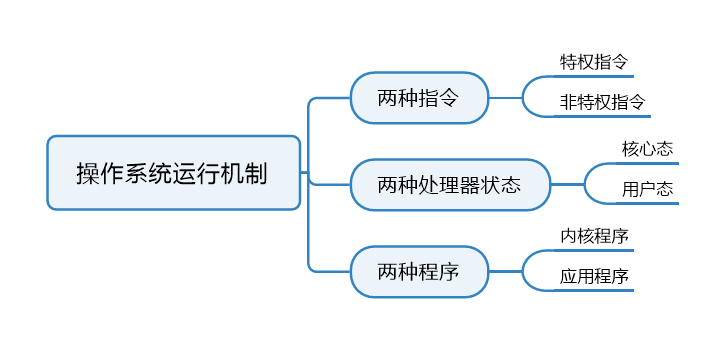 操作系统运行机制
两种指令
特权指令
非特权指令
两种处理器状态
核心态
用户态
两种程序
内核程序
应用程序